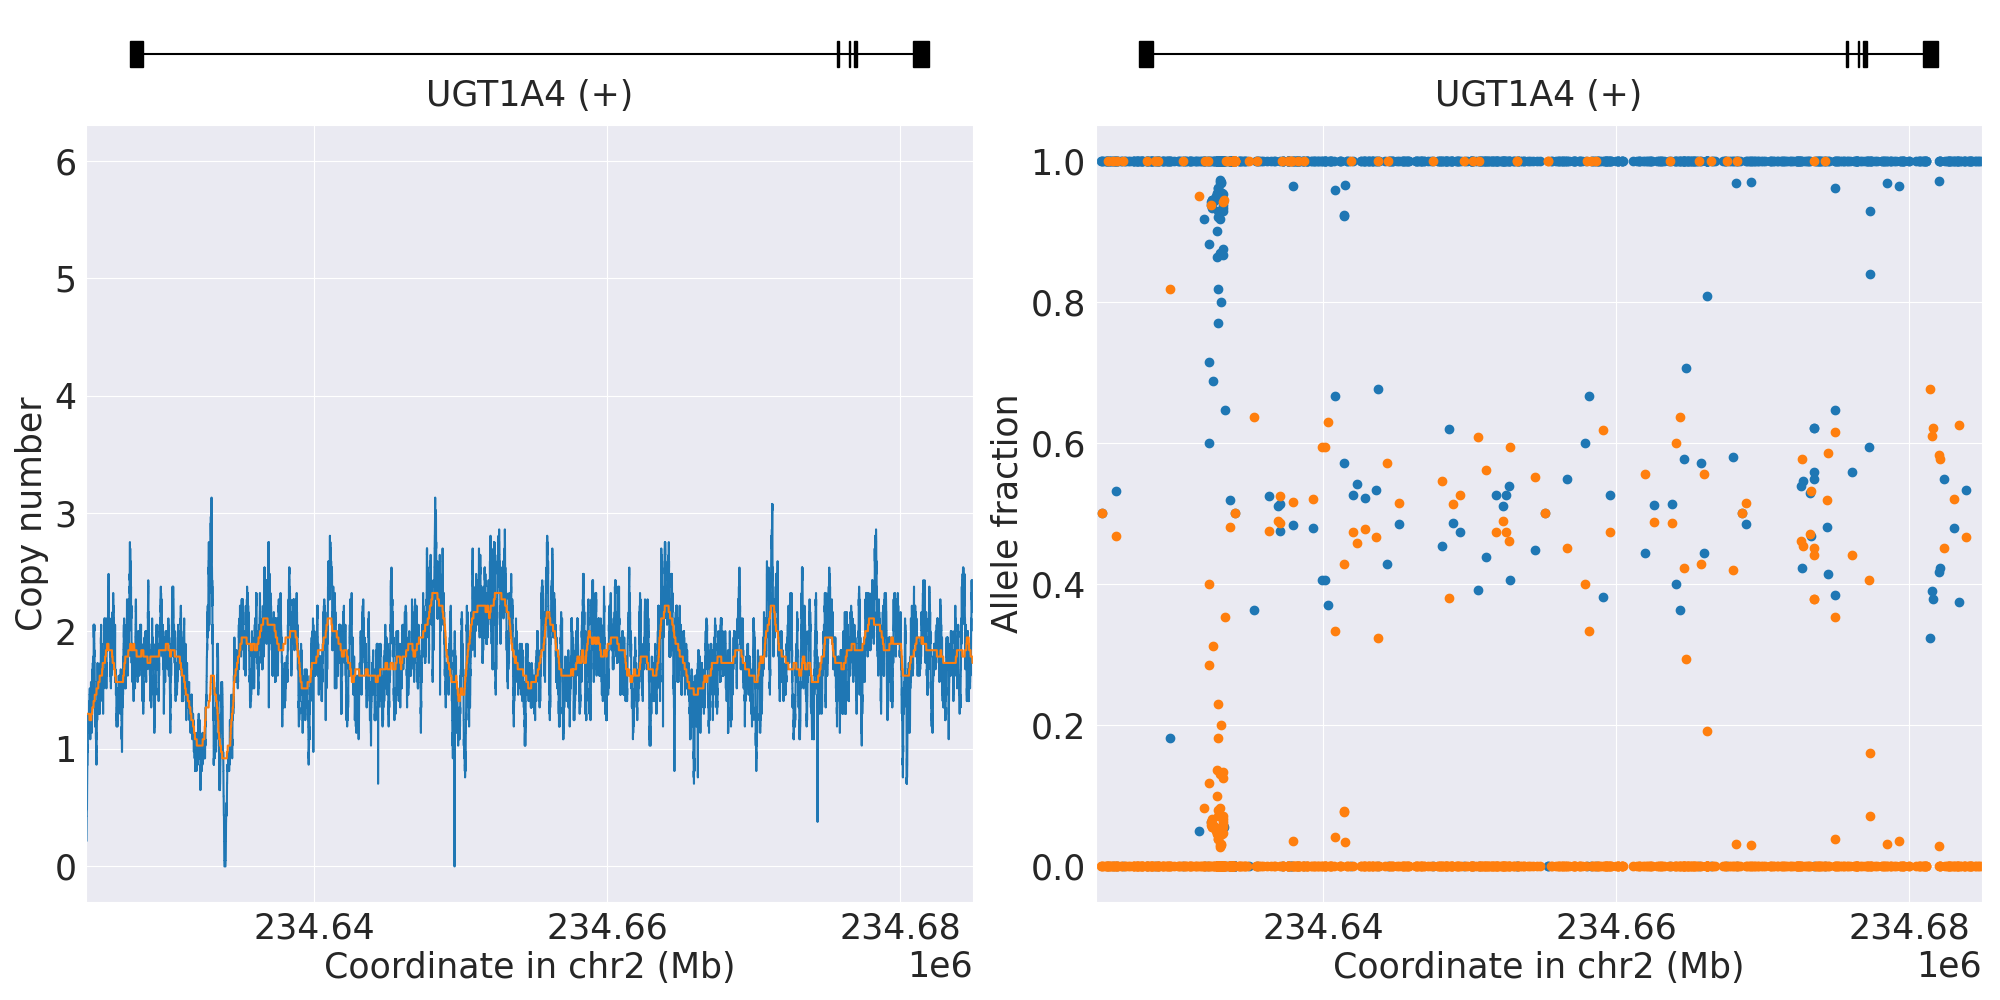 UGT1A4 (+)
Copy number
6
5
4
3
2
1
0
234.64
234.66
234.68
1e6
Coordinate in chr2 (Mb)
UGT1A4 (+)
Allele fraction
1.0
0.8
0.6
0.4
0.2
0.0
234.64
234.66
234.68
1e6
Coordinate in chr2 (Mb)